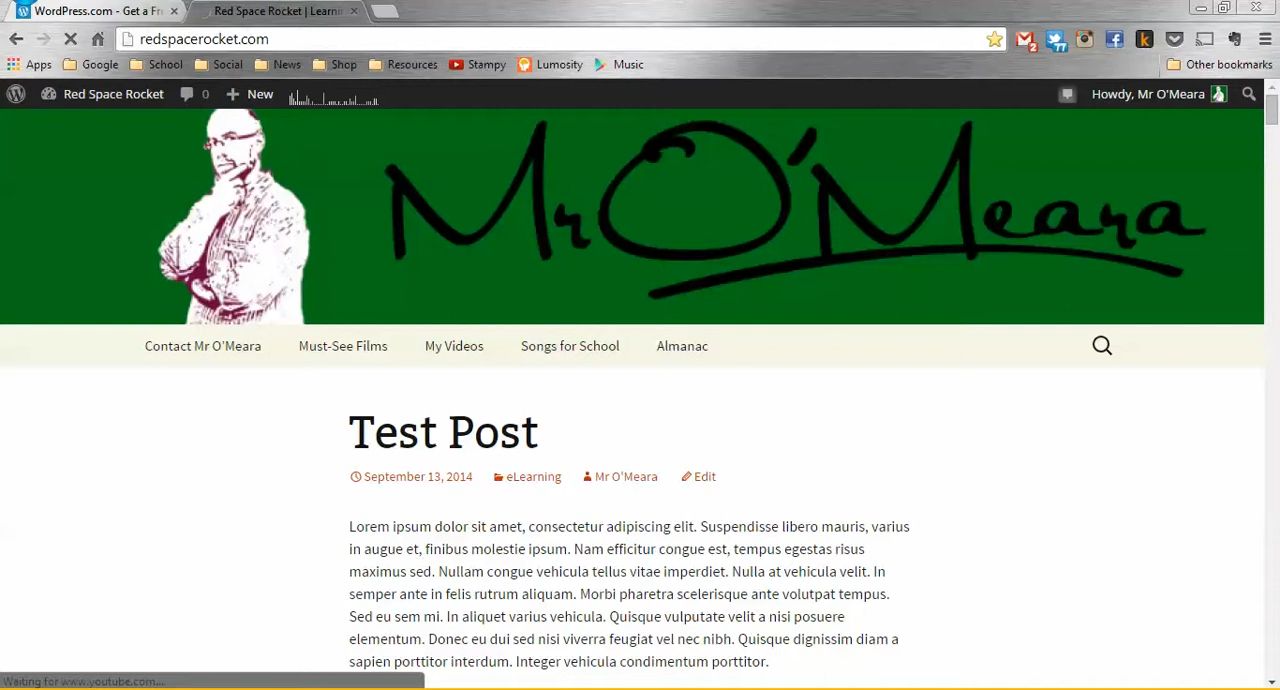 WordPress.com - Get a Fr
Red Space Rocket | Learni
redspacerocket.com
2
77
Apps Google School Social News Shop Resources Stampy Lumosity Music Other bookmarks
Red Space Rocket 0 New Howdy, Mr O'Meara
Mr O'Meara
Contact Mr O'Meara Must-See Films My Videos Songs for School Almanac
Test Post
September 13, 2014 eLearning Mr O'Meara Edit
Lorem ipsum dolor sit amet, consectetur adipiscing elit. Suspendisse libero mauris, varius
in augue et, finibus molestie ipsum. Nam efficitur congue est, tempus egestas risus
maximus sed. Nullam congue vehicula tellus vitae imperdiet. Nulla at vehicula velit. In
semper ante in felis rutrum aliquam. Morbi pharetra scelerisque ante volutpat tempus.
Sed eu sem mi. In aliquet varius vehicula. Quisque vulputate velit a nisi posuere
elementum. Donec eu dui sed nisi viverra feugiat vel nec nibh. Quisque dignissim diam a
sapien porttitor interdum. Integer vehicula condimentum porttitor.
Waiting for www.youtube.com...